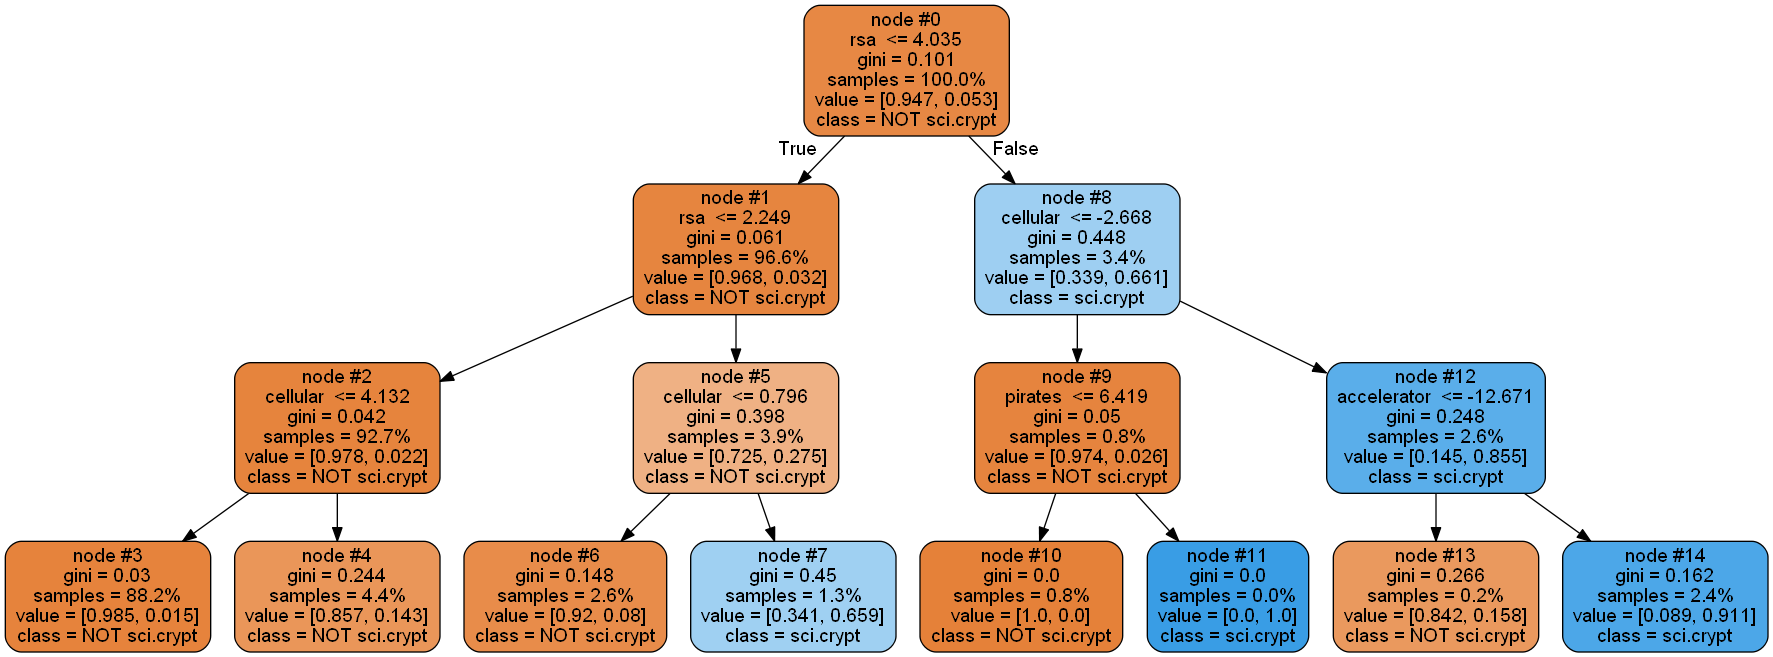 node #0
rsa  <= 4.035
gini = 0.101
samples = 100.0%
value = [0.947, 0.053]
class = NOT sci.crypt
True
False
node #1
rsa  <= 2.249
gini = 0.061
samples = 96.6%
value = [0.968, 0.032]
class = NOT sci.crypt
node #8
cellular  <= -2.668
gini = 0.448
samples = 3.4%
value = [0.339, 0.661]
class = sci.crypt
node #2
cellular  <= 4.132
gini = 0.042
samples = 92.7%
value = [0.978, 0.022]
class = NOT sci.crypt
node #5
cellular  <= 0.796
gini = 0.398
samples = 3.9%
value = [0.725, 0.275]
class = NOT sci.crypt
node #9
pirates  <= 6.419
gini = 0.05
samples = 0.8%
value = [0.974, 0.026]
class = NOT sci.crypt
node #12
accelerator  <= -12.671
gini = 0.248
samples = 2.6%
value = [0.145, 0.855]
class = sci.crypt
node #3
gini = 0.03
samples = 88.2%
value = [0.985, 0.015]
class = NOT sci.crypt
node #4
gini = 0.244
samples = 4.4%
value = [0.857, 0.143]
class = NOT sci.crypt
node #6
gini = 0.148
samples = 2.6%
value = [0.92, 0.08]
class = NOT sci.crypt
node #7
gini = 0.45
samples = 1.3%
value = [0.341, 0.659]
class = sci.crypt
node #10
gini = 0.0
samples = 0.8%
value = [1.0, 0.0]
class = NOT sci.crypt
node #11
gini = 0.0
samples = 0.0%
value = [0.0, 1.0]
class = sci.crypt
node #13
gini = 0.266
samples = 0.2%
value = [0.842, 0.158]
class = NOT sci.crypt
node #14
gini = 0.162
samples = 2.4%
value = [0.089, 0.911]
class = sci.crypt